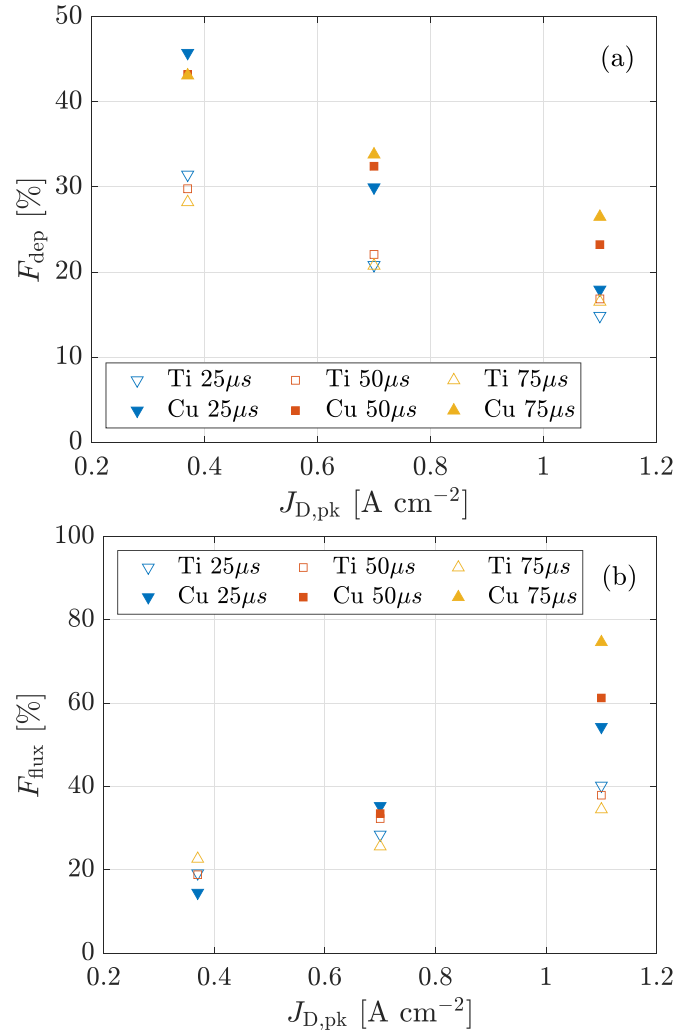 50
(a)
40
30
20
10
0
F_dep [%]
Ti 25μs Ti 50μs Ti 75μs
Cu 25μs Cu 50μs Cu 75μs
0.2 0.4 0.6 0.8 1 1.2
J_D,pk [A cm⁻²]
100
Ti 25μs Ti 50μs Ti 75μs
(b)
Cu 25μs Cu 50μs Cu 75μs
80
60
40
20
0
F_flux [%]
0.2 0.4 0.6 0.8 1 1.2
J_D,pk [A cm⁻²]